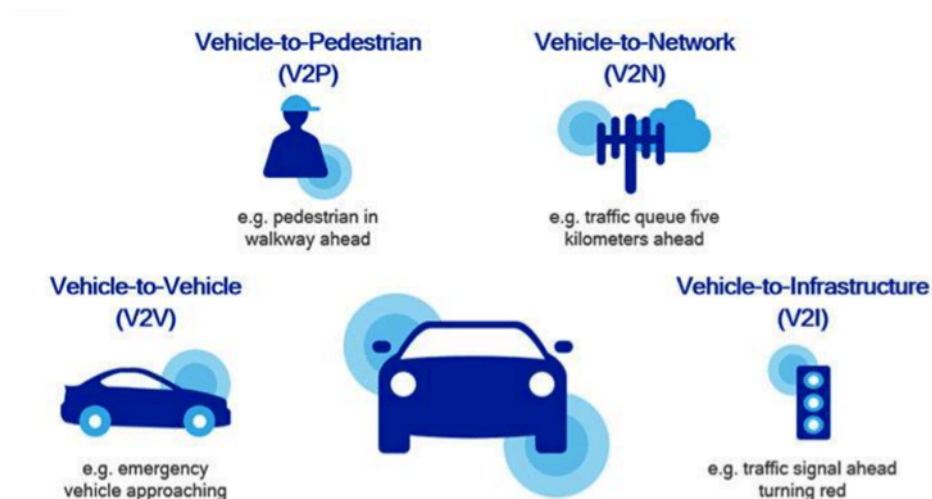 Vehicle-to-Pedestrian
(V2P)
e.g. pedestrian in
walkway ahead
Vehicle-to-Network
(V2N)
e.g. traffic queue five
kilometers ahead
Vehicle-to-Vehicle
(V2V)
e.g. emergency
vehicle approaching
Vehicle-to-Infrastructure
(V2I)
e.g. traffic signal ahead
turning red